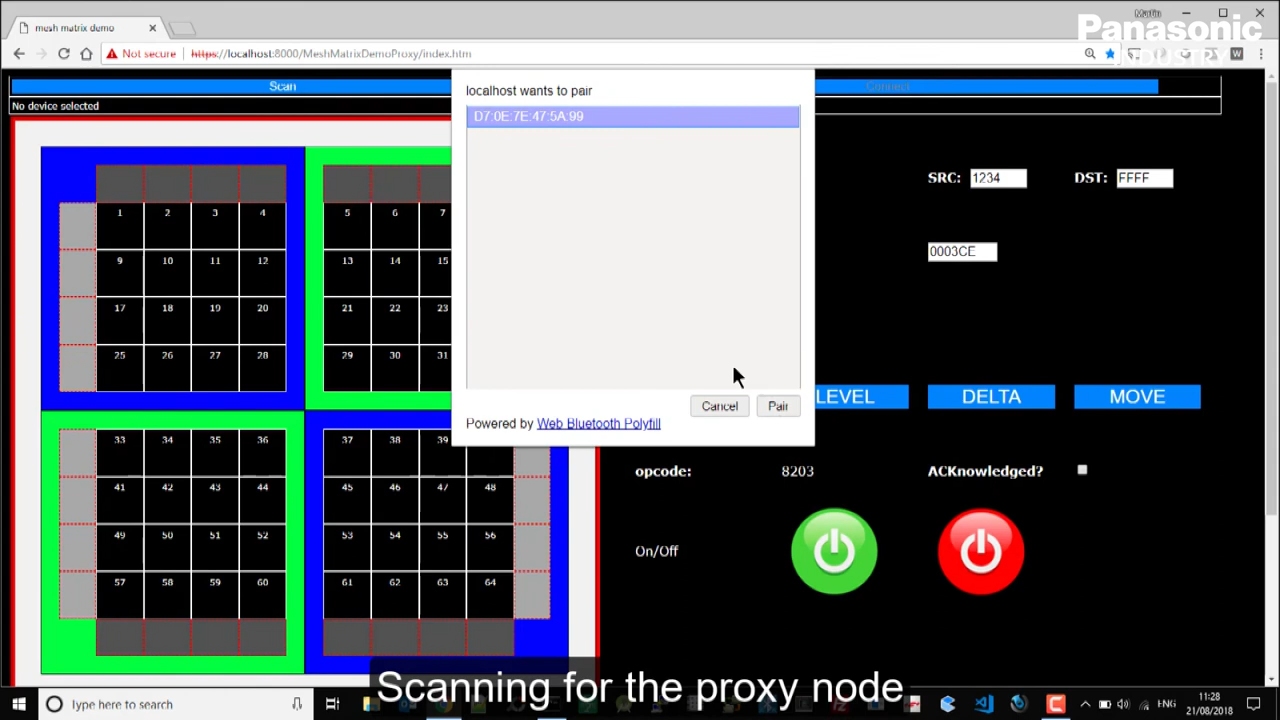 mesh matrix demo
Martin
Panasonic
INDUSTRY
Not secure
https://localhost:8000/MeshMatrixDemoProxy/index.htm
W
Scan
Connect
No device selected
localhost wants to pair
D7:0E:7E:47:5A:99
Cancel
Pair
Powered by Web Bluetooth Polyfill
1 2 3 4 5 6 7
9 10 11 12 13 14 15
17 18 19 20 21 22 23
25 26 27 28 29 30 31
33 34 35 36 37 38 39
41 42 43 44 45 46 47 48
49 50 51 52 53 54 55 56
57 58 59 60 61 62 63 64
SRC: 1234 DST: FFFF
0003CE
LEVEL DELTA MOVE
opcode: 8203 ACKnowledged?
On/Off
Scanning for the proxy node
Type here to search
ENG
11:28
21/08/2018